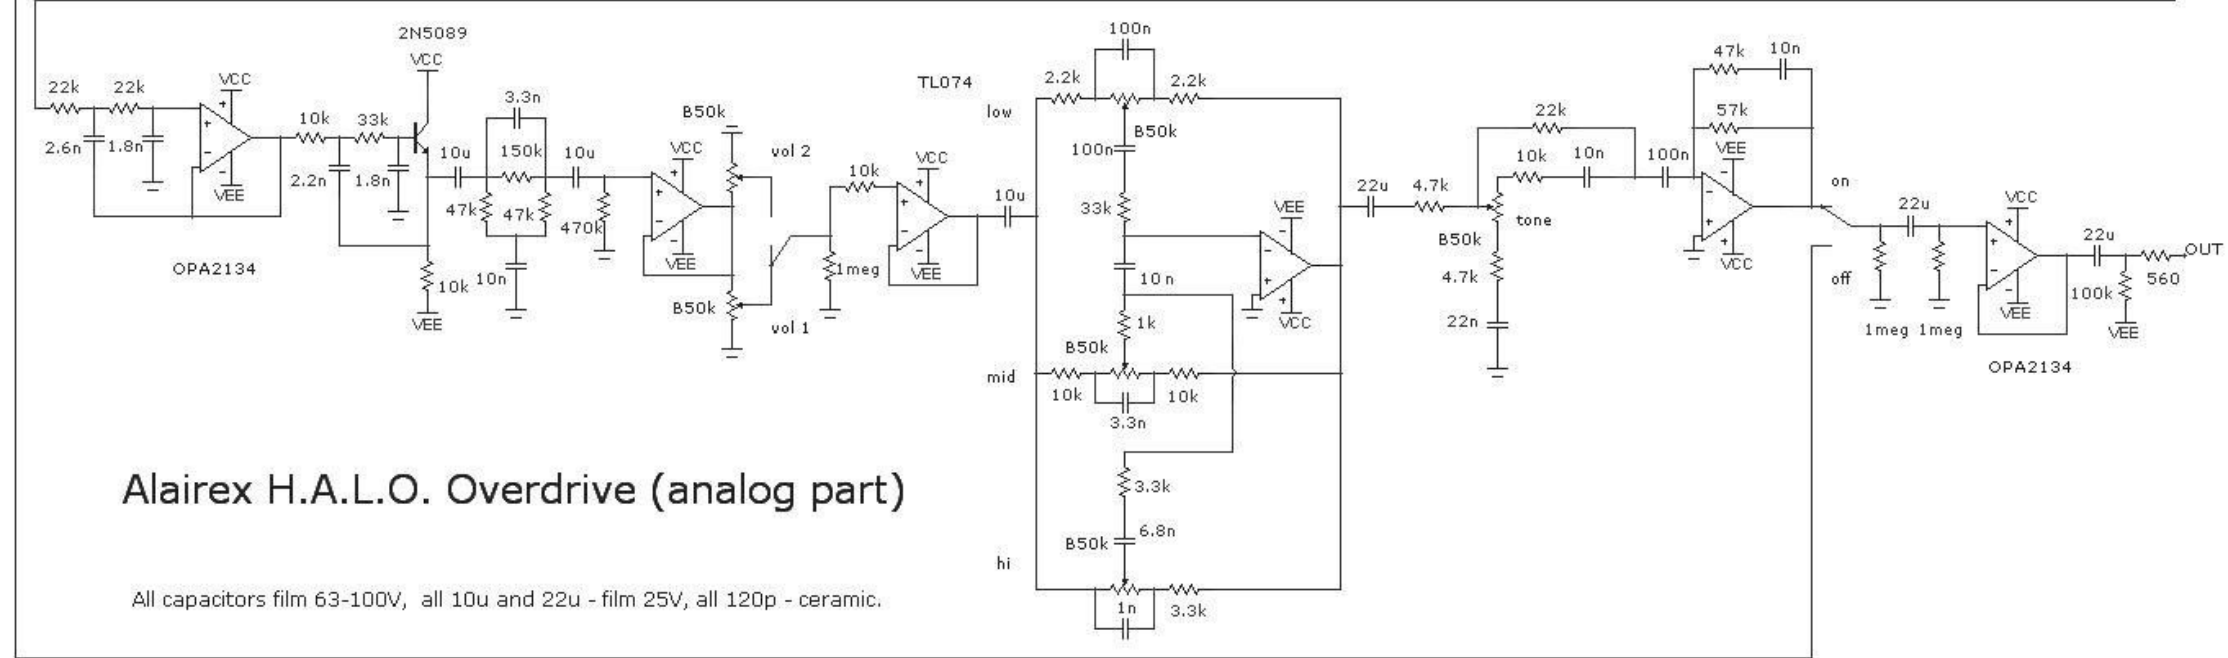 2N5089
VCC
22k 22k
VCC
2.6n 1.8n
VEE
OPA2134
10k 33k
2.2n 1.8n
10k
VEE
10u
3.3n
150k
47k 47k
10n
10u
470k
VCC
VEE
B50k
vol 2
B50k
vol 1
1meg
10k
VCC
VEE
TL074
10u
low
2.2k
100n
2.2k
B50k
100n
33k
10n
1k
VEE
VCC
mid
B50k
10k
3.3n
10k
3.3k
6.8n
hi
B50k
1n
3.3k
22u
4.7k
22k
10k 10n
tone
B50k
4.7k
22n
100n
47k 10n
57k
VEE
VCC
on
off
1meg
22u
1meg
VCC
VEE
OPA2134
22u
100k
VEE
560
OUT
Alairex H.A.L.O. Overdrive (analog part)
All capacitors film 63-100V, all 10u and 22u - film 25V, all 120p - ceramic.